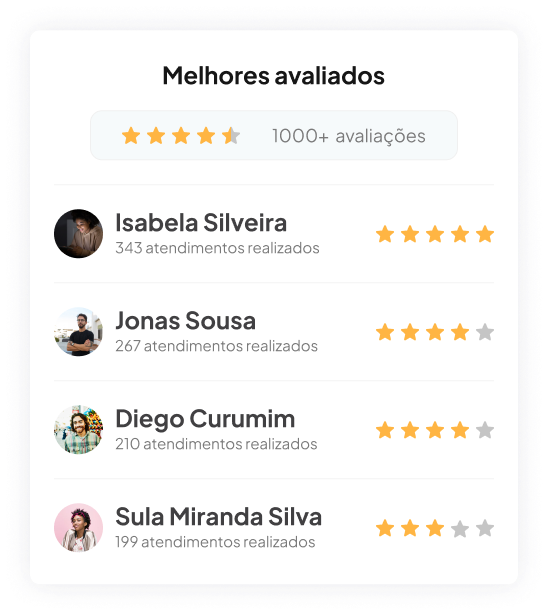 Melhores avaliados
1000+ avaliações
Isabela Silveira
343 atendimentos realizados
Jonas Sousa
267 atendimentos realizados
Diego Curumim
210 atendimentos realizados
Sula Miranda Silva
199 atendimentos realizados